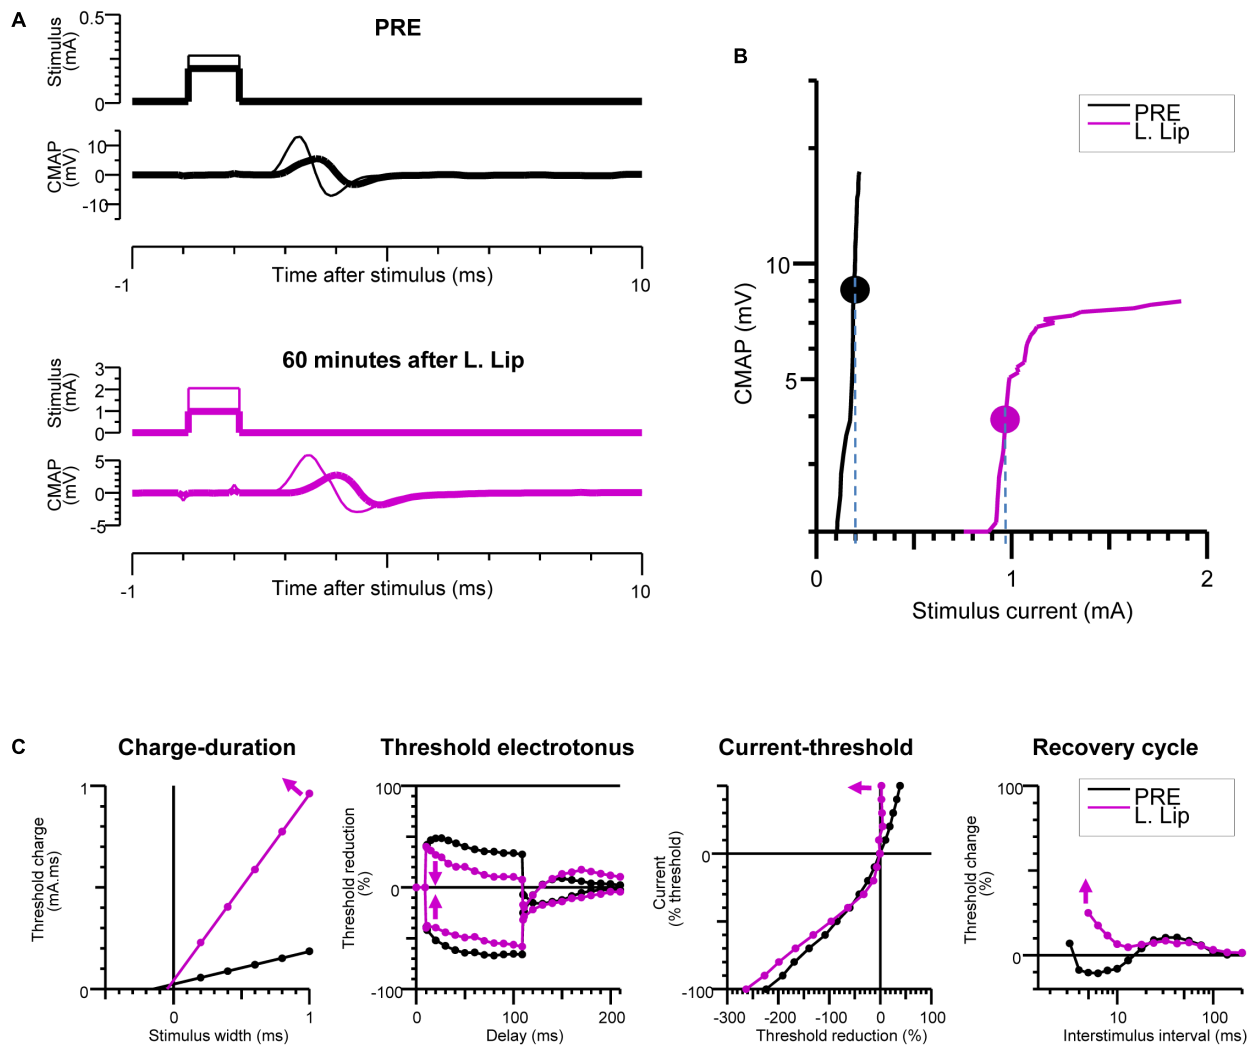 A
PRE
0.5
Stimulus
(mA)
0
10
CMAP
(mV)
0
-10
Time after stimulus (ms)
-1
10
60 minutes after L. Lip
3
Stimulus
(mA)
2
1
0
5
CMAP
(mV)
0
-5
Time after stimulus (ms)
-1
10
B
PRE
L. Lip
10
CMAP (mV)
5
0
1
2
Stimulus current (mA)
C
Charge-duration
1
Threshold charge
(mA.ms)
0
0
1
Stimulus width (ms)
Threshold electrotonus
100
Threshold reduction
(%)
0
-100
0
100
200
Delay (ms)
Current-threshold
Current
(% threshold)
0
-100
-300
-200
-100
0
100
Threshold reduction (%)
Recovery cycle
100
PRE
L. Lip
Threshold change
(%)
0
10
100
Interstimulus interval (ms)